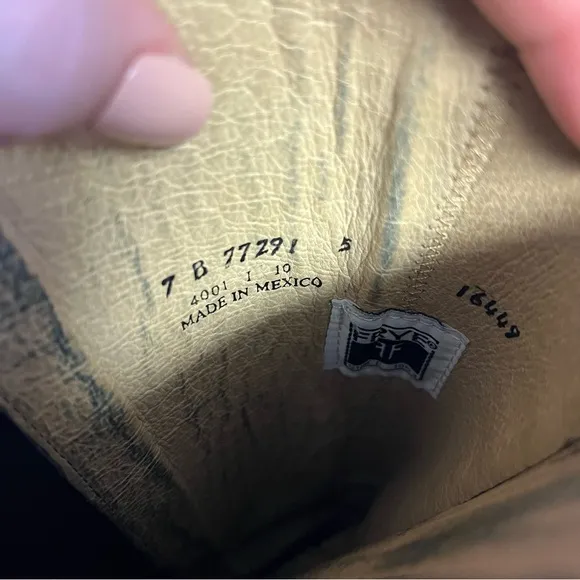 7 B 77291 5
4001 1 10
MADE IN MEXICO
FRYE
16449